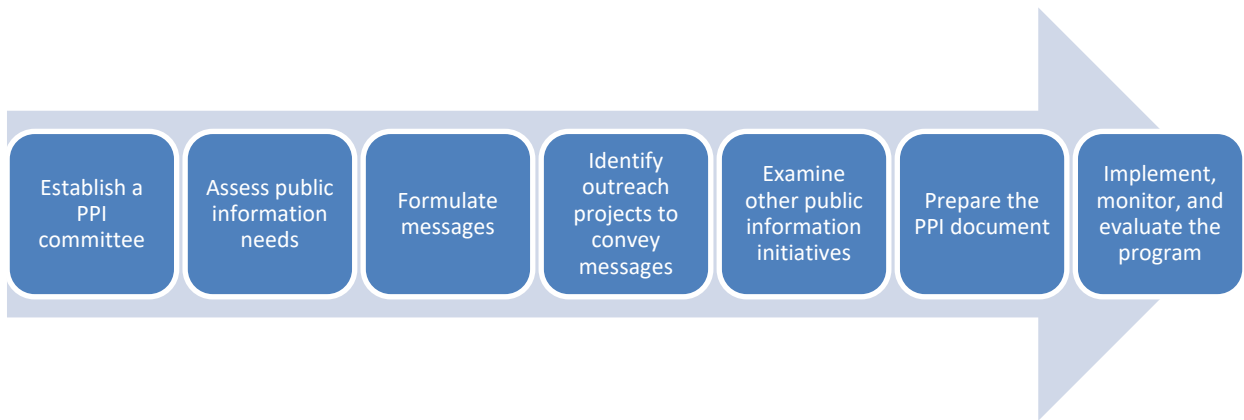 Establish a
PPI
committee
Assess public
information
needs
Formulate
messages
Identify
outreach
projects to
convey
messages
Examine
other public
information
initiatives
Prepare the
PPI document
Implement,
monitor, and
evaluate the
program